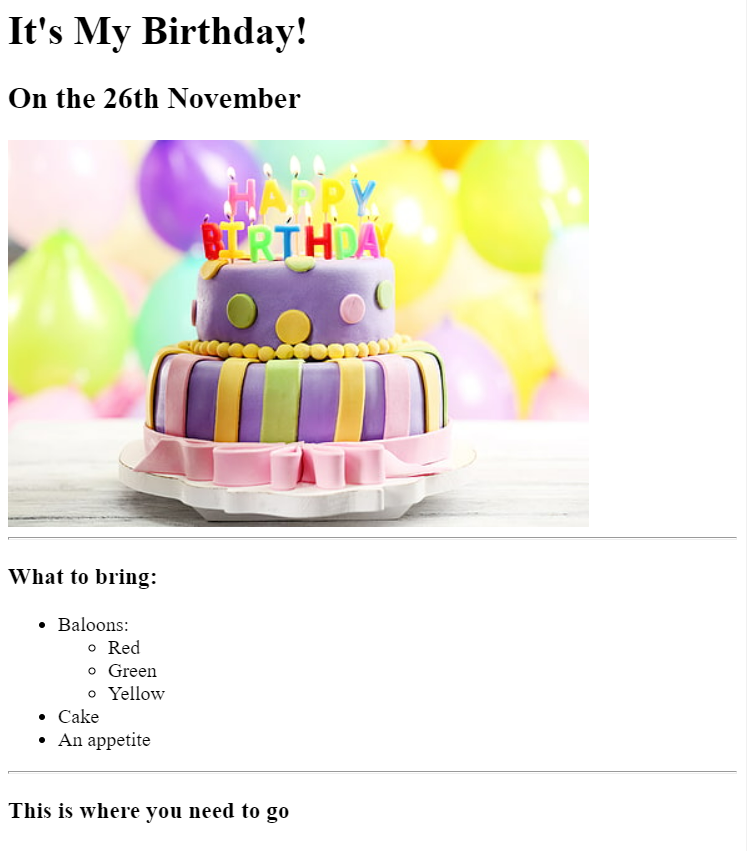 It's My Birthday!
On the 26th November
HAPPY
BIRTHDAY
What to bring:
Baloons:
Red
Green
Yellow
Cake
An appetite
This is where you need to go